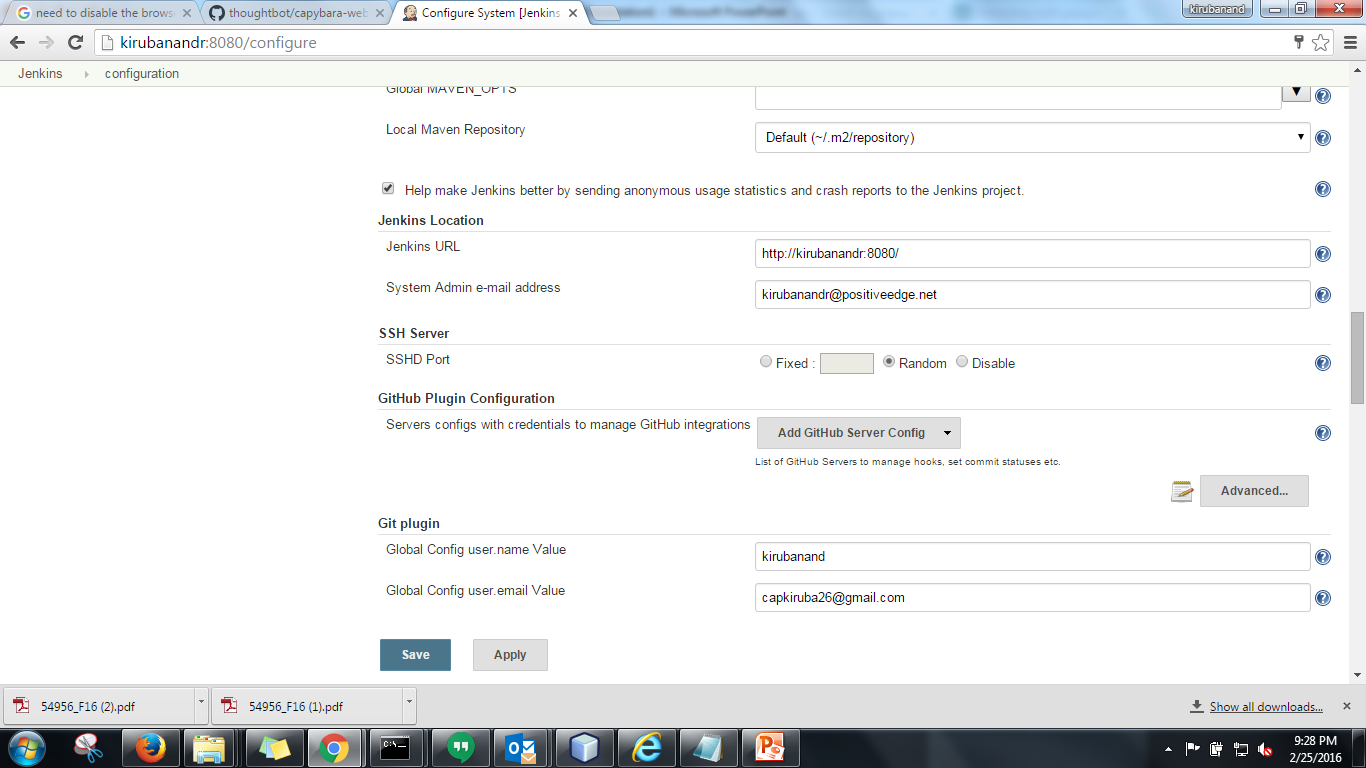 need to disable the brows
thoughtbot/capybara-web
Configure System [Jenkins
Microsoft PowerPoint
kirubanand
kirubanandr:8080/configure
Jenkins configuration
Global MAVEN_OPTS
Local Maven Repository
Default (~/.m2/repository)
Help make Jenkins better by sending anonymous usage statistics and crash reports to the Jenkins project.
Jenkins Location
Jenkins URL
http://kirubanandr:8080/
System Admin e-mail address
kirubanandr@positiveedge.net
SSH Server
SSHD Port
Fixed : Random Disable
GitHub Plugin Configuration
Servers configs with credentials to manage GitHub integrations
Add GitHub Server Config
List of GitHub Servers to manage hooks, set commit statuses etc.
Advanced...
Git plugin
Global Config user.name Value
kirubanand
Global Config user.email Value
capkiruba26@gmail.com
Save Apply
54956_F16 (2).pdf
54956_F16 (1).pdf
Show all downloads...
C:\_
9:28 PM
2/25/2016